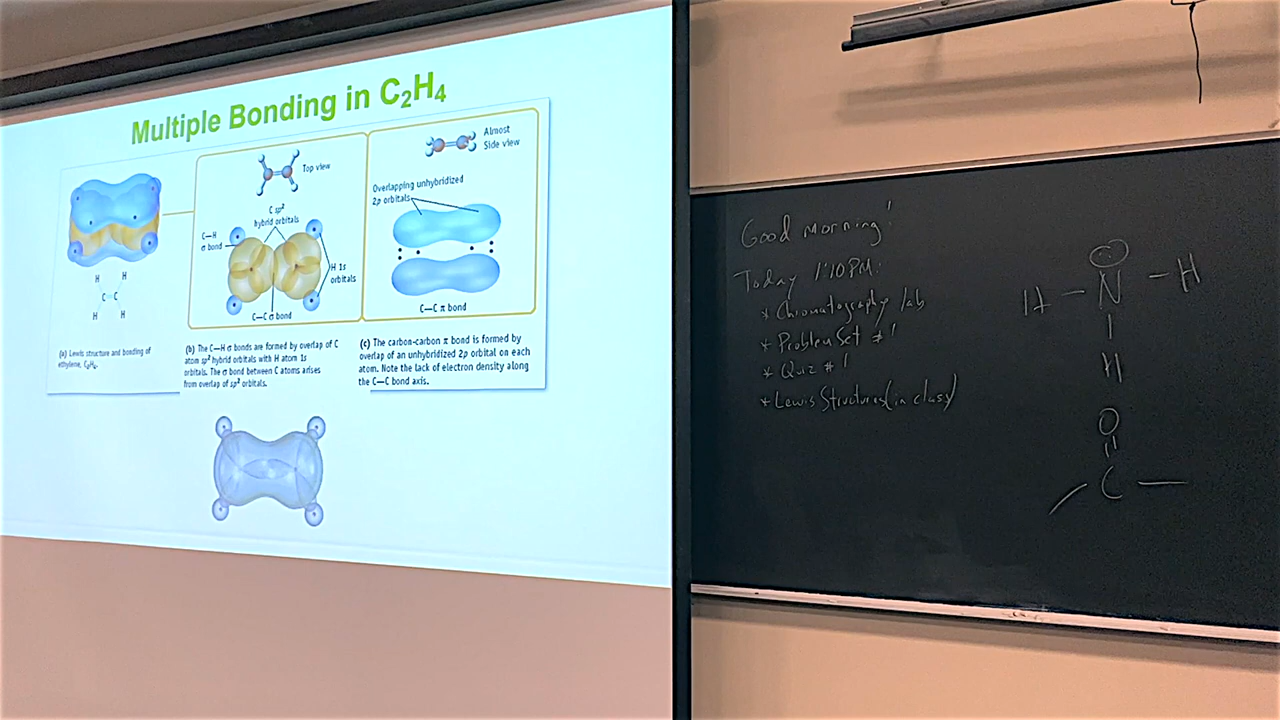 Multiple Bonding in C₂H₄
H H
C C
H H
(a) Lewis structure and bonding of
ethylene, C₂H₄.
Top view
C sp²
hybrid orbitals
C—H
σ bond
H 1s
orbitals
C—C σ bond
(b) The C—H σ bonds are formed by overlap of C
atom sp² hybrid orbitals with H atom 1s
orbitals. The σ bond between C atoms arises
from overlap of sp² orbitals.
Almost
Side view
Overlapping unhybridized
2p orbitals
C—C π bond
(c) The carbon-carbon π bond is formed by
overlap of an unhybridized 2p orbital on each
atom. Note the lack of electron density along
the C—C bond axis.
Good morning!
Today 1:10 PM:
* Chromatography lab
* Problem Set #1
* Quiz #1
* Lewis Structures (in class)
H — N — H
|
H
O
||
C —